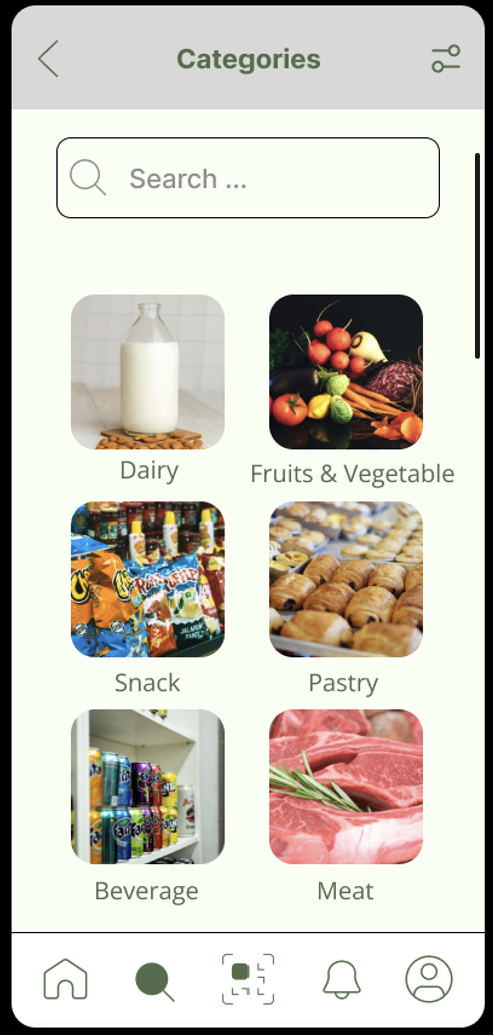 Categories
Search ...
Dairy
Fruits & Vegetable
Snack
Pastry
Beverage
Meat